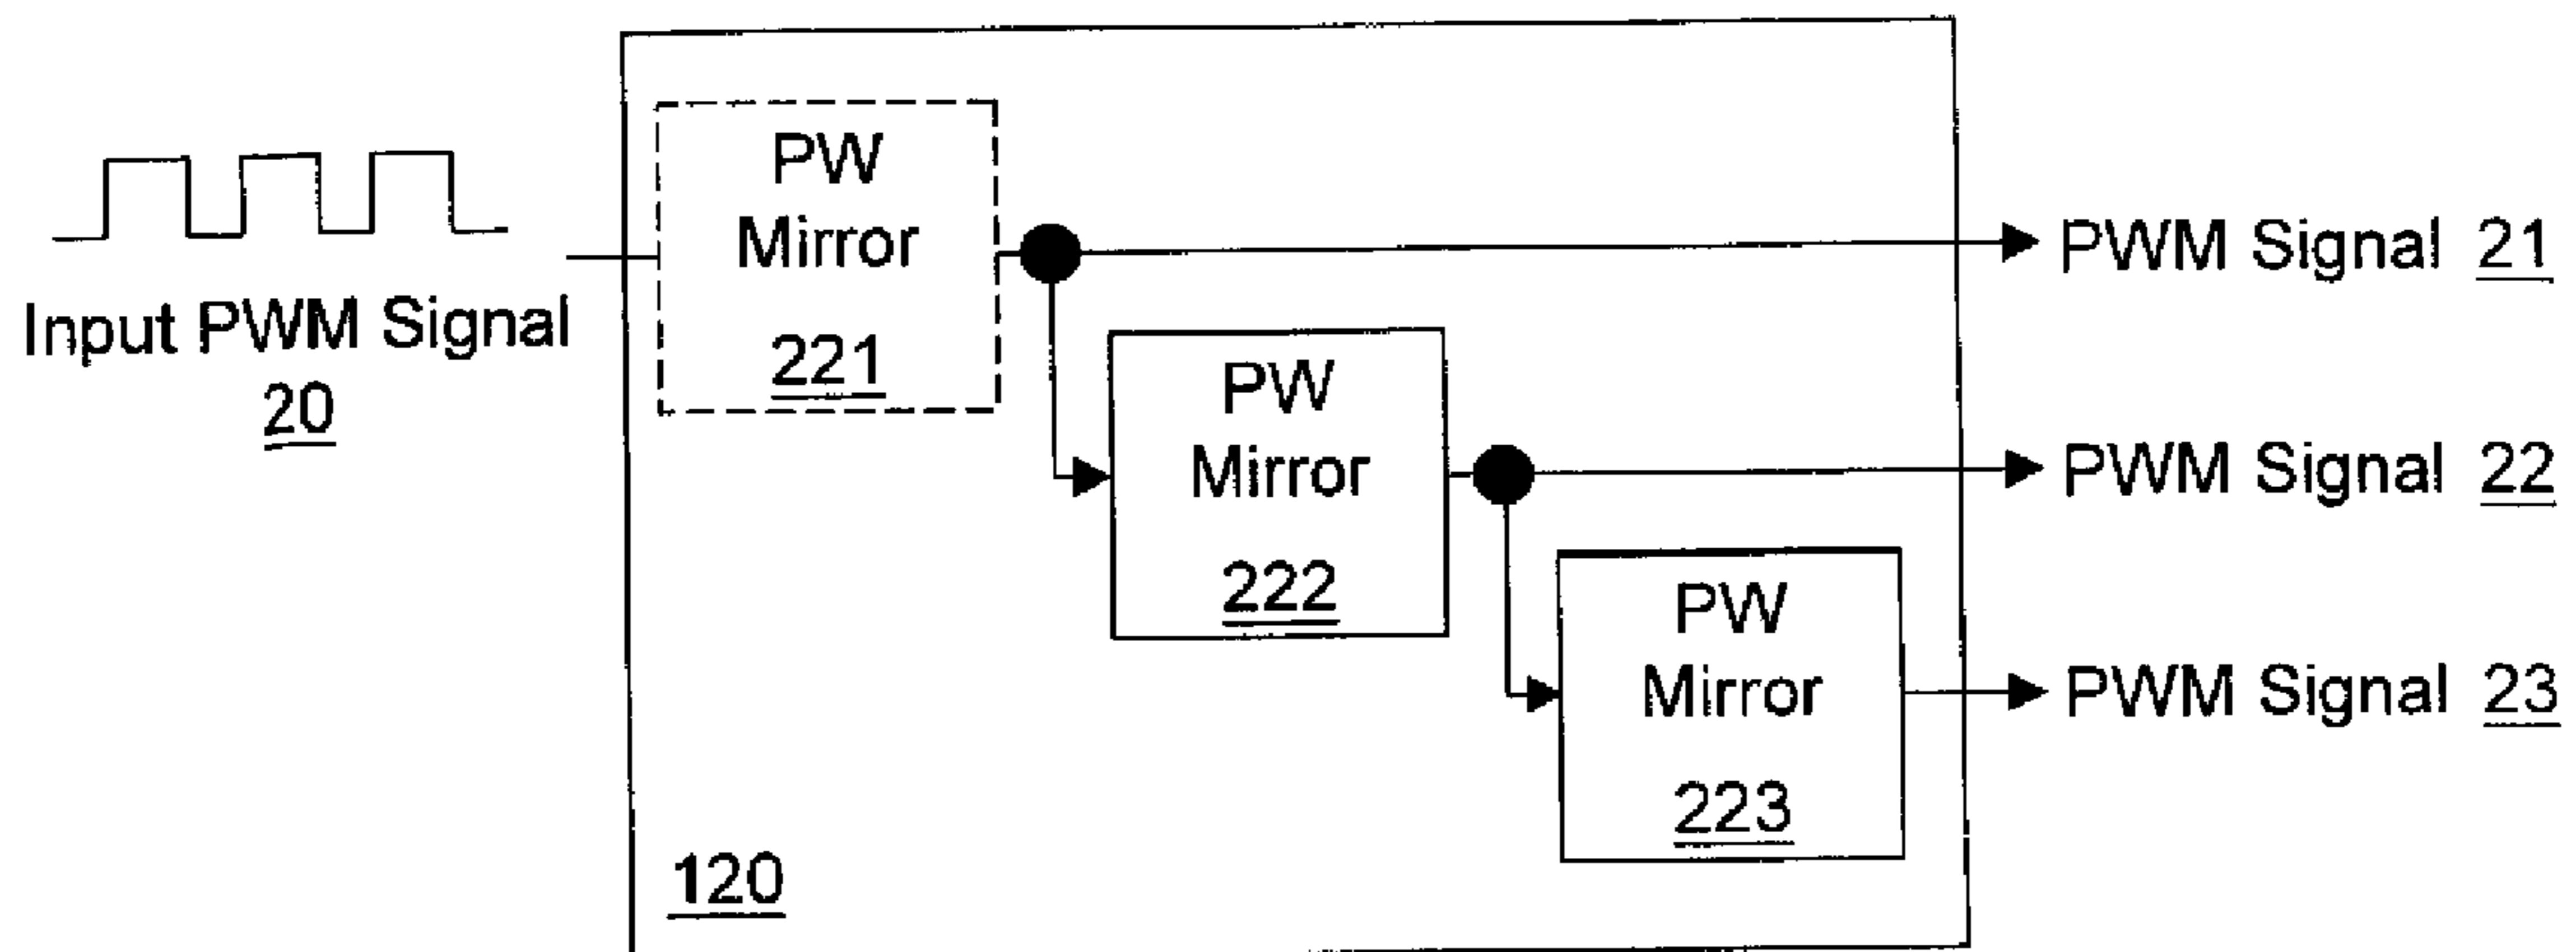 Input PWM Signal
20
PW
Mirror
221
PWM Signal 21
PW
Mirror
222
PWM Signal 22
PW
Mirror
223
PWM Signal 23
120